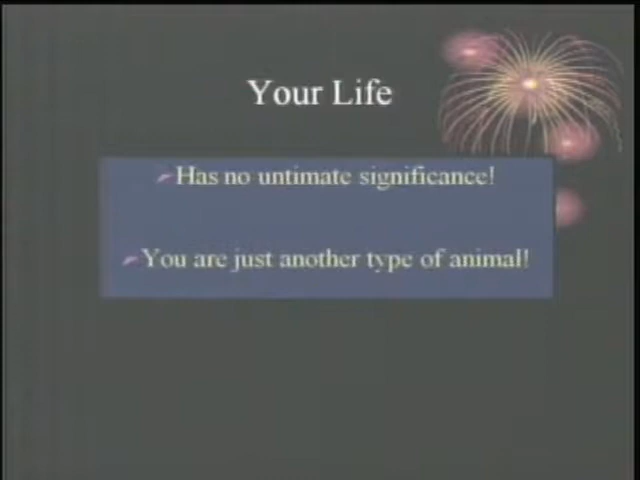 Your Life
Has no untimate significance!
You are just another type of animal!